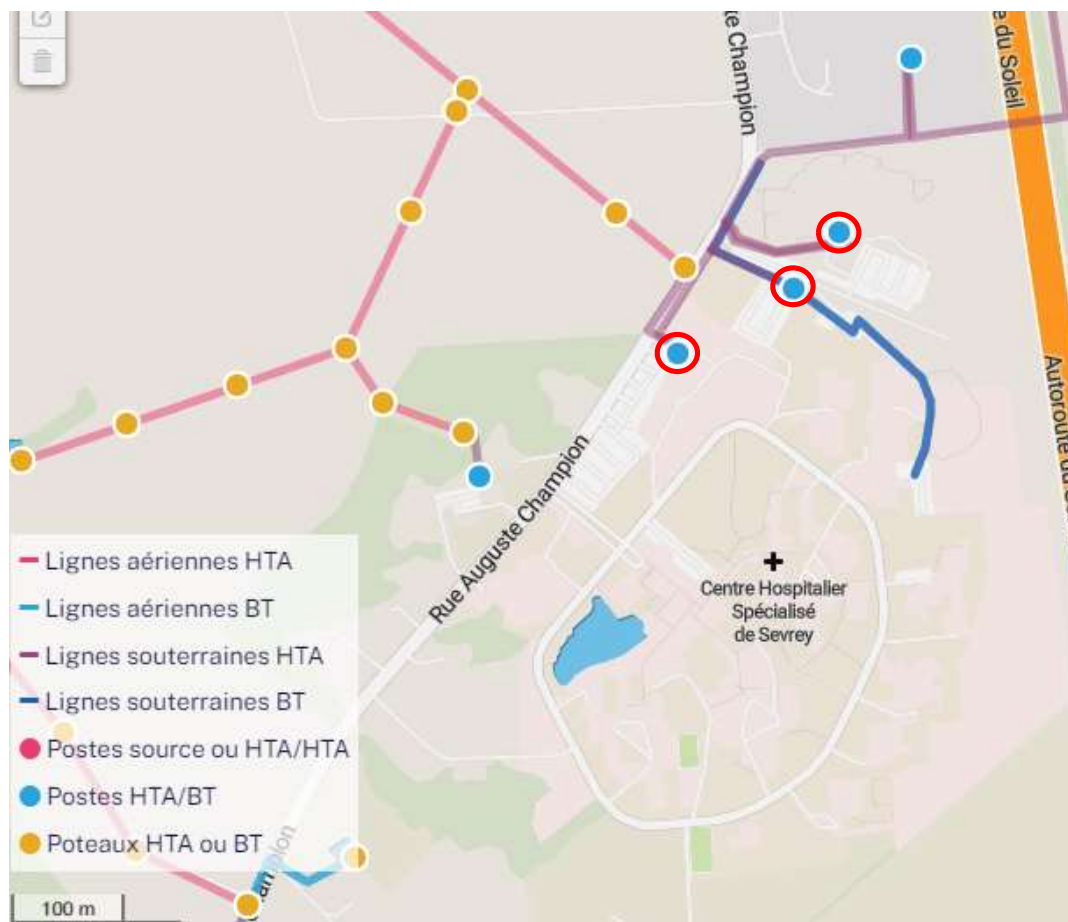 te Champion
e du Soleil
Autoroute du S
Rue Auguste Champion
Centre Hospitalier
Spécialisé
de Sevrey
Lignes aériennes HTA
Lignes aériennes BT
Lignes souterraines HTA
Lignes souterraines BT
Postes source ou HTA/HTA
Postes HTA/BT
Poteaux HTA ou BT
100 m